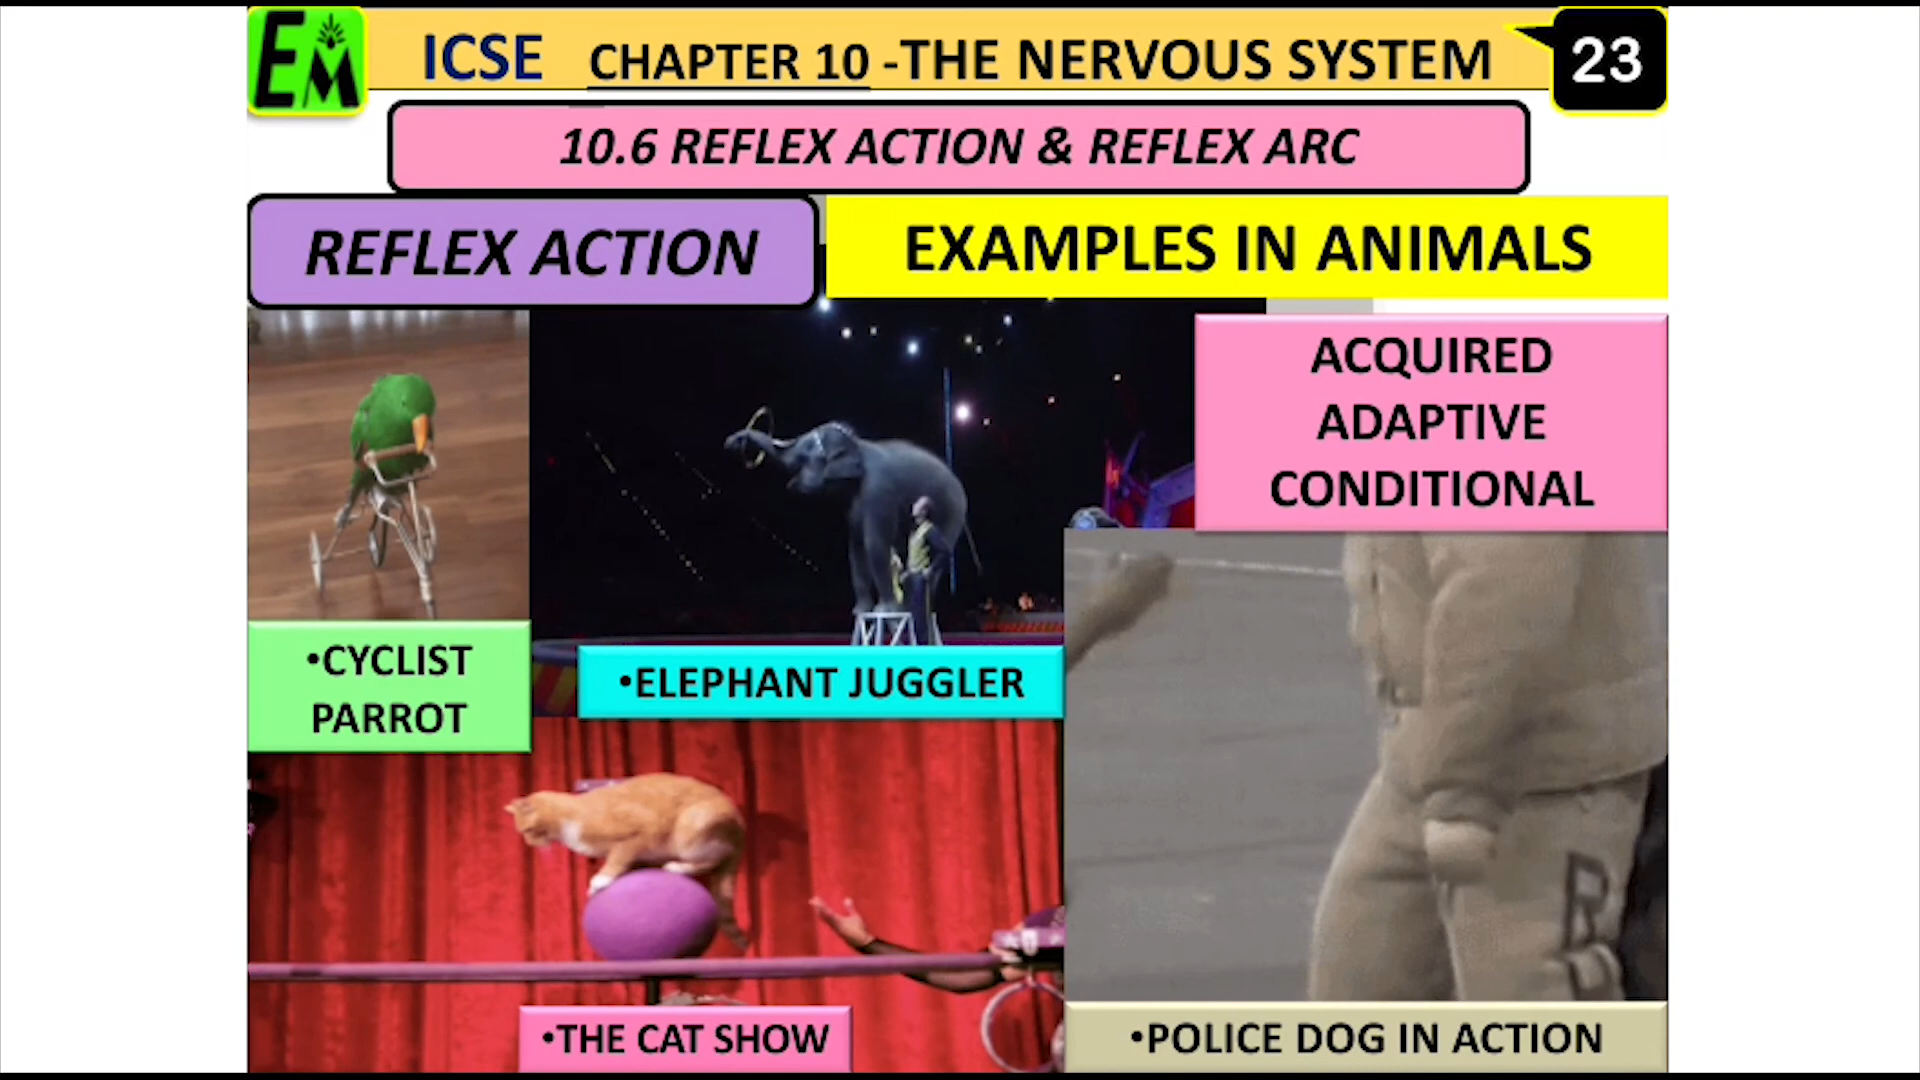 EM
ICSE CHAPTER 10 -THE NERVOUS SYSTEM
23
10.6 REFLEX ACTION & REFLEX ARC
REFLEX ACTION
EXAMPLES IN ANIMALS
ACQUIRED
ADAPTIVE
CONDITIONAL
•CYCLIST
PARROT
•ELEPHANT JUGGLER
•THE CAT SHOW
•POLICE DOG IN ACTION